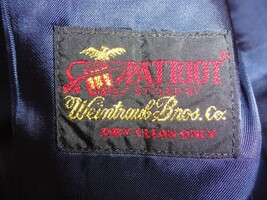 PATRIOT
STYLED BY
Weintraub Bros. Co.
DRY CLEAN ONLY